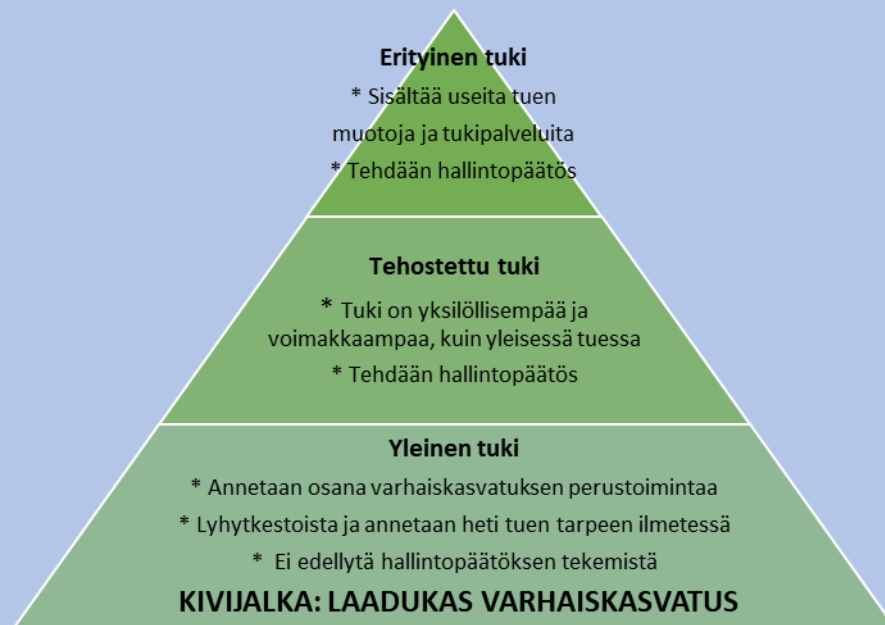 Erityinen tuki
* Sisältää useita tuen
muotoja ja tukipalveluita
* Tehdään hallintopäätös
Tehostettu tuki
* Tuki on yksilöllisempää ja
voimakkaampaa, kuin yleisessä tuessa
* Tehdään hallintopäätös
Yleinen tuki
* Annetaan osana varhaiskasvatuksen perustoimintaa
* Lyhytkestoista ja annetaan heti tuen tarpeen ilmetessä
* Ei edellytä hallintopäätöksen tekemistä
KIVIJALKA: LAADUKAS VARHAISKASVATUS